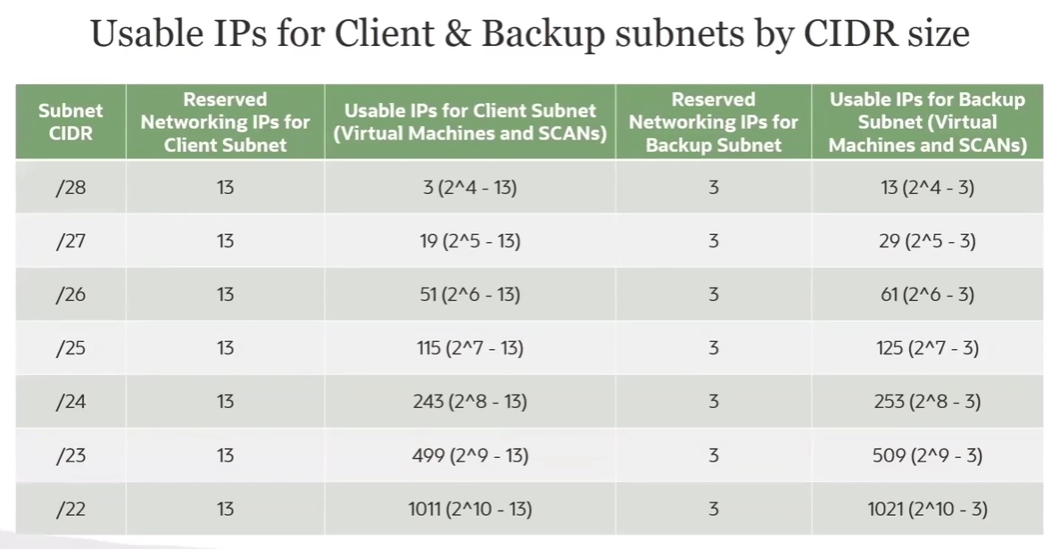 Usable IPs for Client & Backup subnets by CIDR size
Subnet
CIDR
Reserved
Networking IPs for
Client Subnet
Usable IPs for Client Subnet
(Virtual Machines and SCANs)
Reserved
Networking IPs for
Backup Subnet
Usable IPs for Backup
Subnet (Virtual
Machines and SCANs)
/28 13 3 (2^4 - 13) 3 13 (2^4 - 3)
/27 13 19 (2^5 - 13) 3 29 (2^5 - 3)
/26 13 51 (2^6 - 13) 3 61 (2^6 - 3)
/25 13 115 (2^7 - 13) 3 125 (2^7 - 3)
/24 13 243 (2^8 - 13) 3 253 (2^8 - 3)
/23 13 499 (2^9 - 13) 3 509 (2^9 - 3)
/22 13 1011 (2^10 - 13) 3 1021 (2^10 - 3)